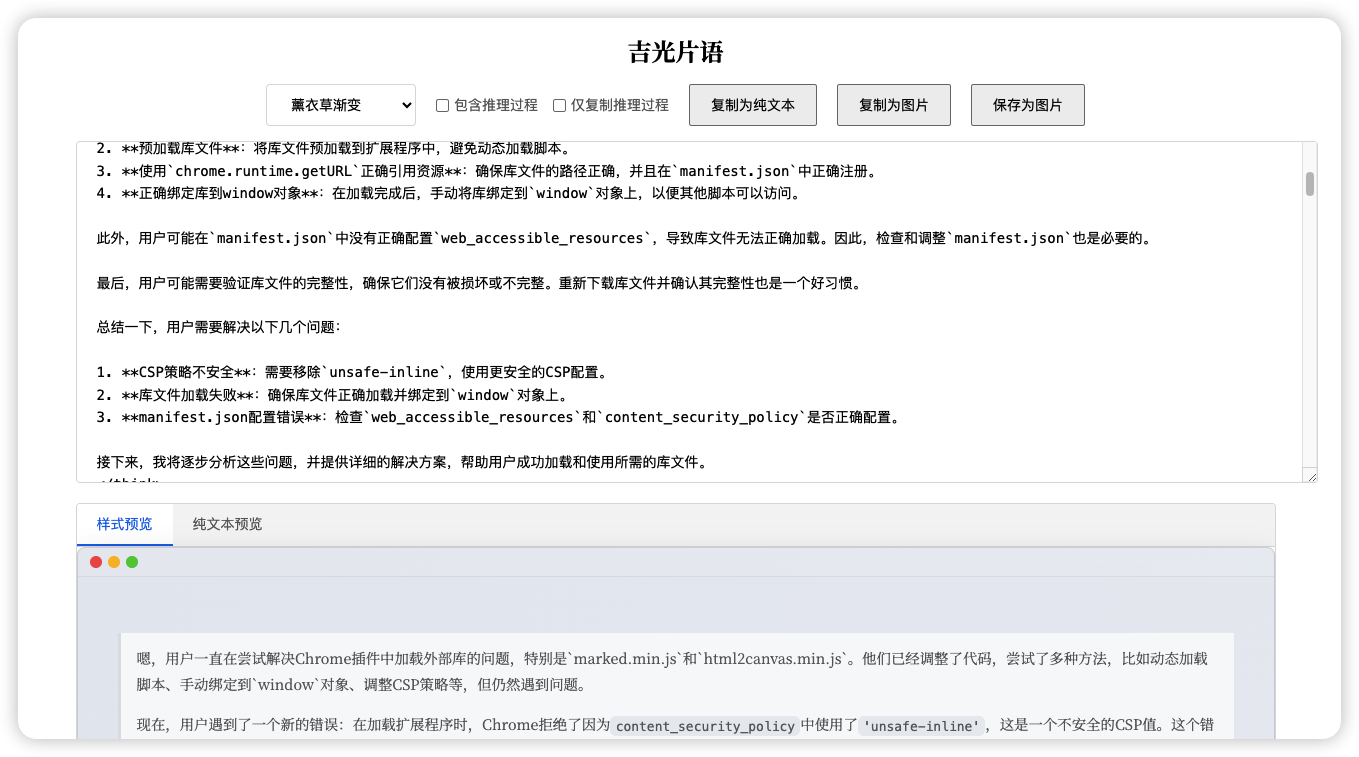 吉光片语
薰衣草渐变
包含推理过程
仅复制推理过程
复制为纯文本
复制为图片
保存为图片
2. **预加载库文件**：将库文件预加载到扩展程序中，避免动态加载脚本。
3. **使用`chrome.runtime.getURL`正确引用资源**：确保库文件的路径正确，并且在`manifest.json`中正确注册。
4. **正确绑定库到window对象**：在加载完成后，手动将库绑定到`window`对象上，以便其他脚本可以访问。
此外，用户可能在`manifest.json`中没有正确配置`web_accessible_resources`，导致库文件无法正确加载。因此，检查和调整`manifest.json`也是必要的。
最后，用户可能需要验证库文件的完整性，确保它们没有被损坏或不完整。重新下载库文件并确认其完整性也是一个好习惯。
总结一下，用户需要解决以下几个问题：
1. **CSP策略不安全**：需要移除`unsafe-inline`，使用更安全的CSP配置。
2. **库文件加载失败**：确保库文件正确加载并绑定到`window`对象上。
3. **manifest.json配置错误**：检查`web_accessible_resources`和`content_security_policy`是否正确配置。
接下来，我将逐步分析这些问题，并提供详细的解决方案，帮助用户成功加载和使用所需的库文件。
样式预览
纯文本预览
嗯，用户一直在尝试解决Chrome插件中加载外部库的问题，特别是`marked.min.js`和`html2canvas.min.js`。他们已经调整了代码，尝试了多种方法，比如动态加载
脚本、手动绑定到`window`对象、调整CSP策略等，但仍然遇到问题。
现在，用户遇到了一个新的错误：在加载扩展程序时，Chrome拒绝了因为content_security_policy中使用了'unsafe-inline'，这是一个不安全的CSP值。这个错